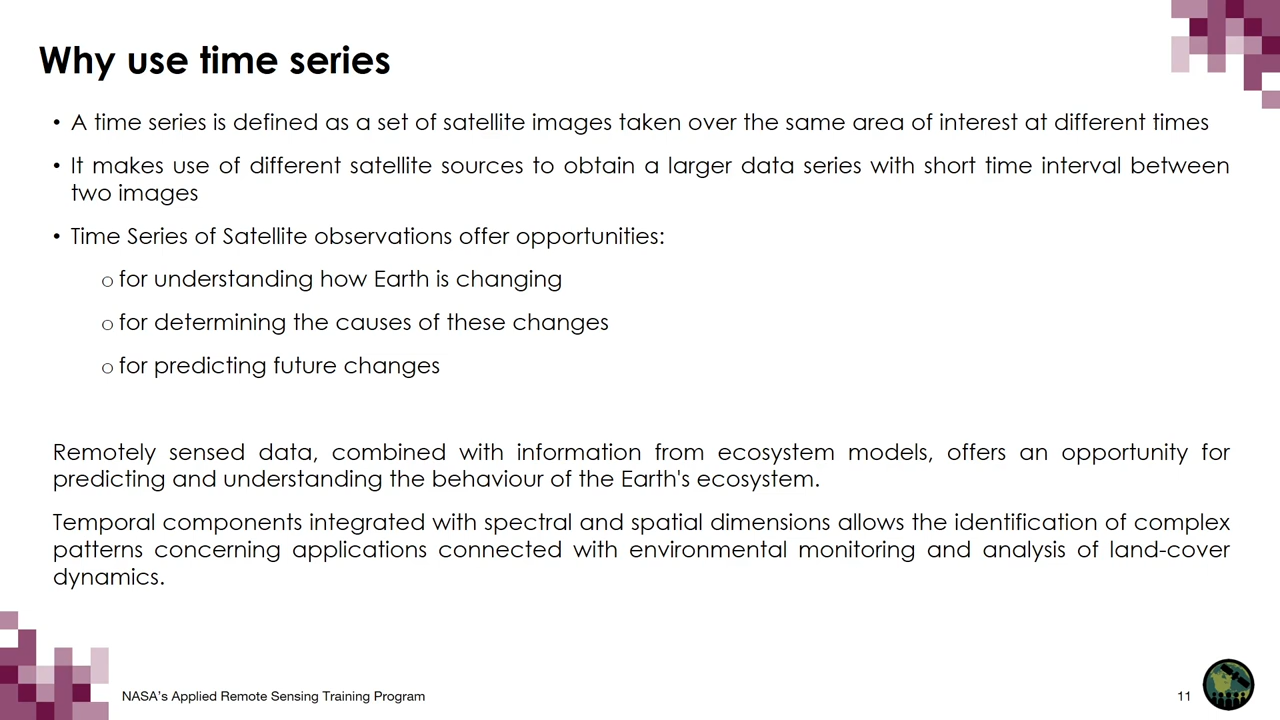 Why use time series
• A time series is defined as a set of satellite images taken over the same area of interest at different times
• It makes use of different satellite sources to obtain a larger data series with short time interval between
two images
• Time Series of Satellite observations offer opportunities:
o for understanding how Earth is changing
o for determining the causes of these changes
o for predicting future changes
Remotely sensed data, combined with information from ecosystem models, offers an opportunity for
predicting and understanding the behaviour of the Earth's ecosystem.
Temporal components integrated with spectral and spatial dimensions allows the identification of complex
patterns concerning applications connected with environmental monitoring and analysis of land-cover
dynamics.
NASA's Applied Remote Sensing Training Program
11